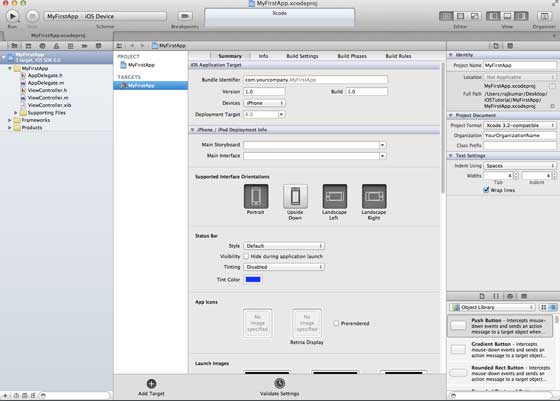 MyFirstApp.xcodeproj
Run
Stop
MyFirstApp
iOS Device
Scheme
Breakpoints
Xcode
Editor
View
Organizer
MyFirstApp
1 target, iOS SDK 6.0
MyFirstApp
AppDelegate.h
AppDelegate.m
ViewController.h
ViewController.m
ViewController.xib
Supporting Files
Frameworks
Products
MyFirstApp
PROJECT
MyFirstApp
TARGETS
MyFirstApp
Summary
Info
Build Settings
Build Phases
Build Rules
iOS Application Target
Bundle Identifier com.yourcompany.MyFirstApp
Version 1.0
Build 1.0
Devices iPhone
Deployment Target 6.0
iPhone / iPod Deployment Info
Main Storyboard
Main Interface
Supported Interface Orientations
Portrait
Upside
Down
Landscape
Left
Landscape
Right
Status Bar
Style Default
Visibility Hide during application launch
Tinting Disabled
Tint Color
App Icons
No
image
specified
No
image
specified
Prerendered
Retina Display
Launch Images
Add Target
Validate Settings
Identity
Project Name MyFirstApp
Location Not Applicable
MyFirstApp.xcodeproj
Full Path /Users/rajkumar/Desktop/
iOSTutorial/MyFirstApp/
MyFirstApp.xcodeproj
Project Document
Project Format Xcode 3.2-compatible
Organization YourOrganizationName
Class Prefix
Text Settings
Indent Using Spaces
Widths 4 4
Tab Indent
Wrap lines
Object Library
Push Button - Intercepts mouse-
down events and sends an action
message to a target object when...
Gradient Button - Intercepts
mouse-down events and sends an
action message to a target object...
Rounded Rect Button - Intercepts
mouse-down events and sends an
action message to a target object...